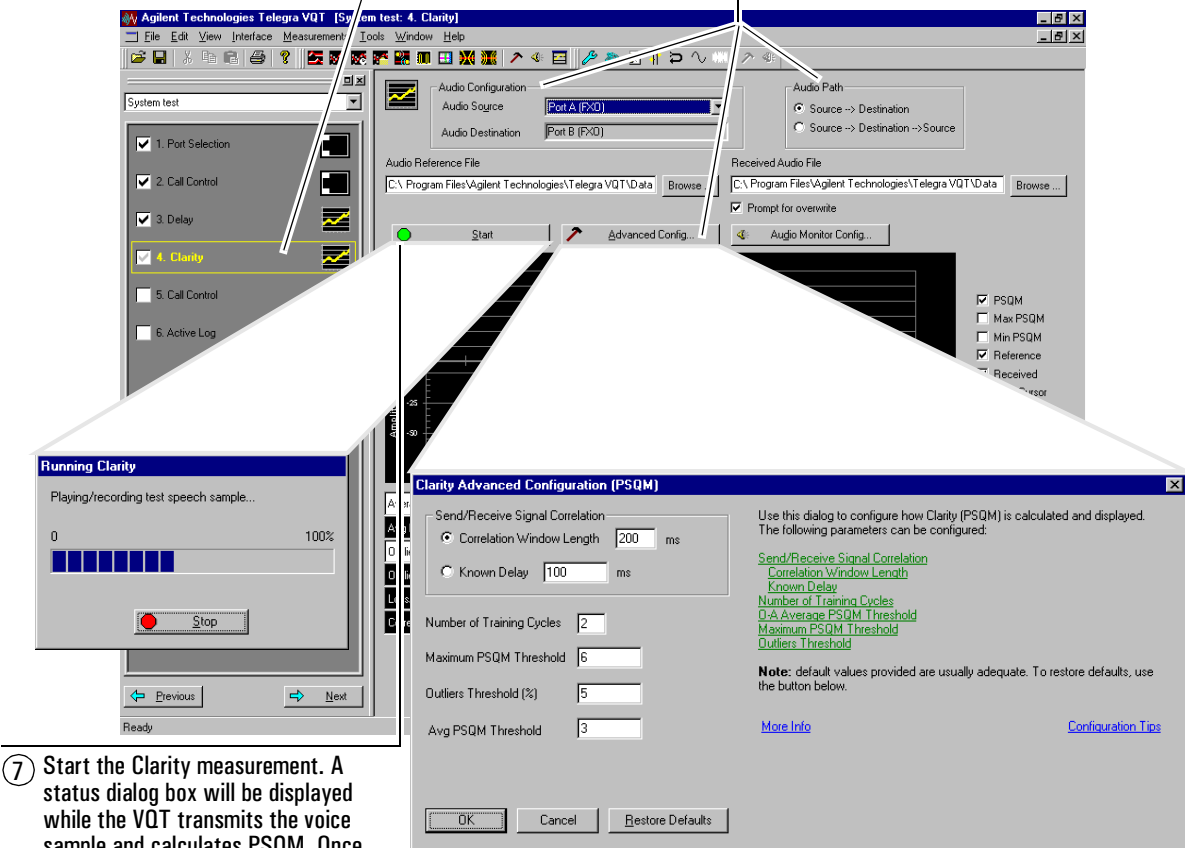 Agilent Technologies Telegra VQT [System test: 4. Clarity]
File Edit View Interface Measurements Tools Window Help
System test
1. Port Selection
2. Call Control
3. Delay
4. Clarity
5. Call Control
6. Active Log
Previous
Next
Ready
Audio Configuration
Audio Source
Port A (FXO)
Audio Destination
Port B (FXO)
Audio Path
Source --> Destination
Source --> Destination -->Source
Audio Reference File
C:\ Program Files\Agilent Technologies\Telegra VQT\Data
Browse ...
Received Audio File
C:\ Program Files\Agilent Technologies\Telegra VQT\Data
Browse ...
Prompt for overwrite
Start
Advanced Config...
Audio Monitor Config...
PSQM
Max PSQM
Min PSQM
Reference
Received
-25
-50
Running Clarity
Playing/recording test speech sample...
0
100%
Stop
Clarity Advanced Configuration (PSQM)
Send/Receive Signal Correlation
Correlation Window Length 200 ms
Known Delay 100 ms
Number of Training Cycles 2
Maximum PSQM Threshold 6
Outliers Threshold (%) 5
Avg PSQM Threshold 3
OK
Cancel
Restore Defaults
Use this dialog to configure how Clarity (PSQM) is calculated and displayed.
The following parameters can be configured:
Send/Receive Signal Correlation
Correlation Window Length
Known Delay
Number of Training Cycles
O-A Average PSQM Threshold
Maximum PSQM Threshold
Outliers Threshold
Note: default values provided are usually adequate. To restore defaults, use
the button below.
More Info
Configuration Tips
7 Start the Clarity measurement. A
status dialog box will be displayed
while the VQT transmits the voice
sample and calculates PSQM. Once